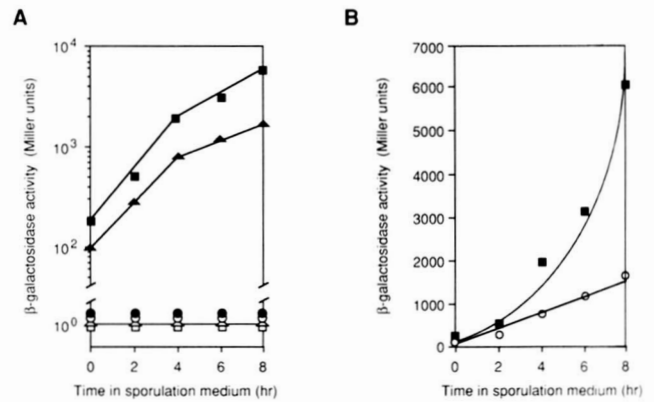 A
β-galactosidase activity (Miller units)
10⁴
10³
10²
10⁰
0 2 4 6 8
Time in sporulation medium (hr)
B
β-galactosidase activity (Miller units)
7000
6000
5000
4000
3000
2000
1000
0
0 2 4 6 8
Time in sporulation medium (hr)